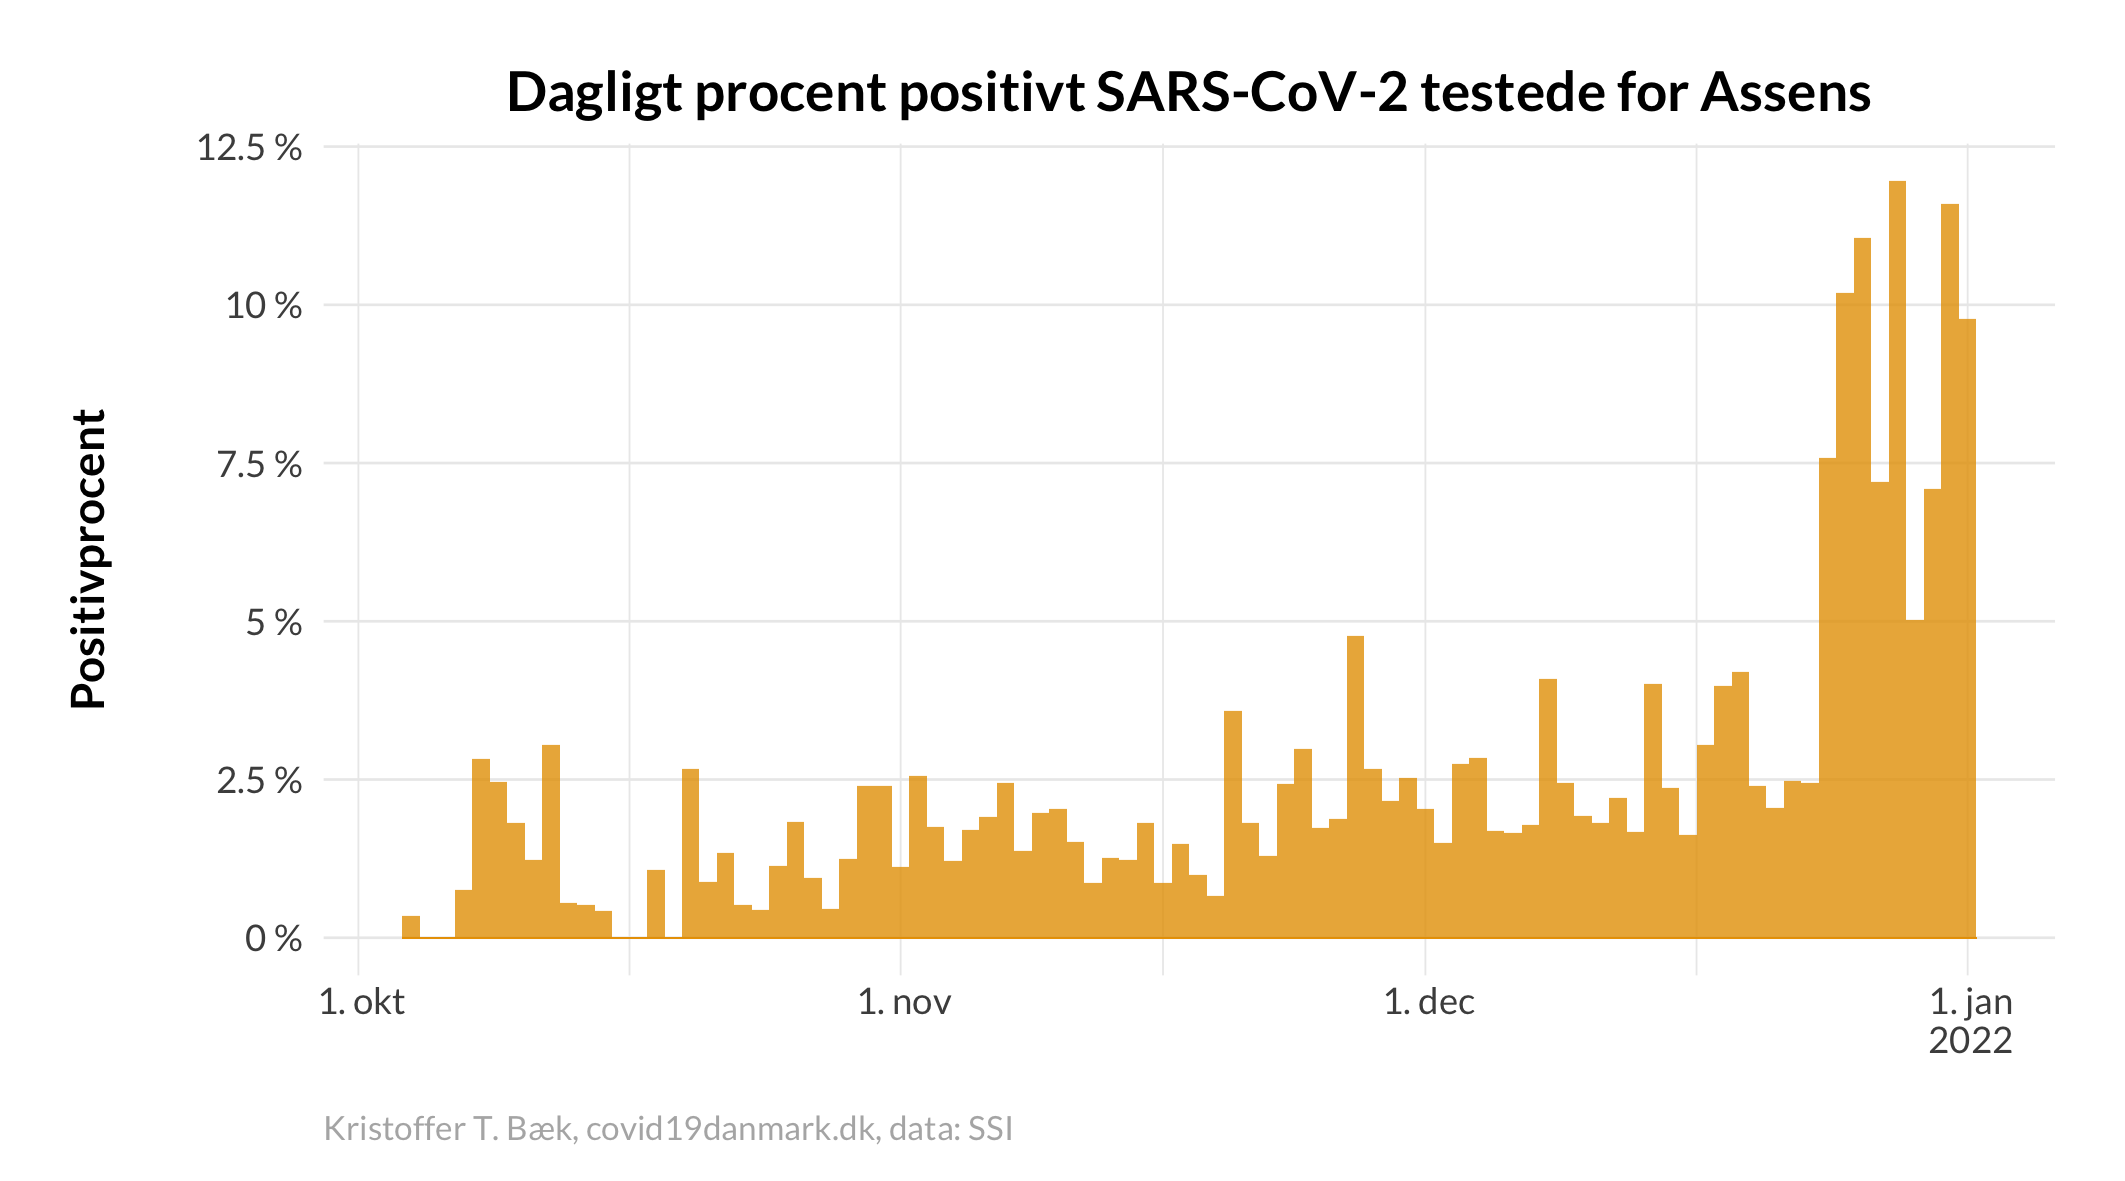 Dagligt procent positivt SARS-CoV-2 testede for Assens
12.5 %
10 %
7.5 %
5 %
2.5 %
0 %
Positivprocent
1. okt
1. nov
1. dec
1. jan
2022
Kristoffer T. Bæk, covid19danmark.dk, data: SSI